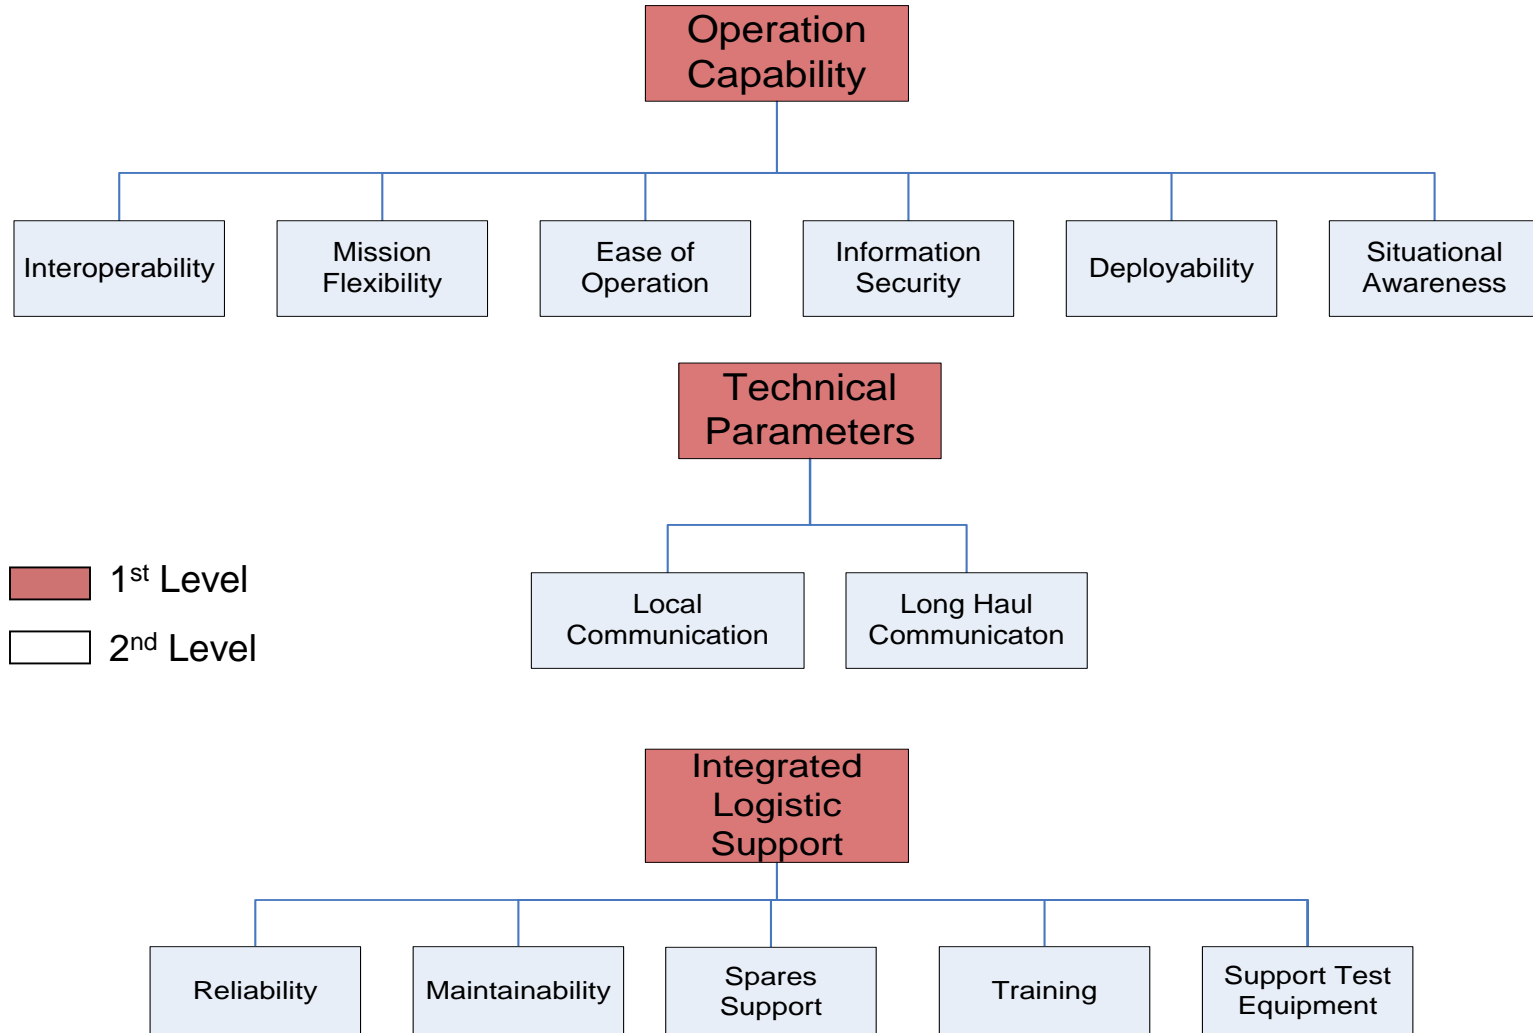 Operation
Capability
Interoperability
Mission
Flexibility
Ease of
Operation
Information
Security
Deployability
Situational
Awareness
Technical
Parameters
1st Level
2nd Level
Local
Communication
Long Haul
Communicaton
Integrated
Logistic
Support
Reliability
Maintainability
Spares
Support
Training
Support Test
Equipment